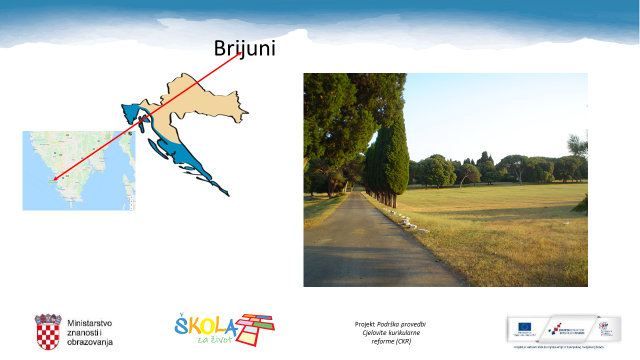 Brijuni
Ministarstvo
znanosti i
obrazovanja
ŠKOLA
za život
Projekt Podrška provedbi
Cjelovite kurikularne
reforme (CKR)